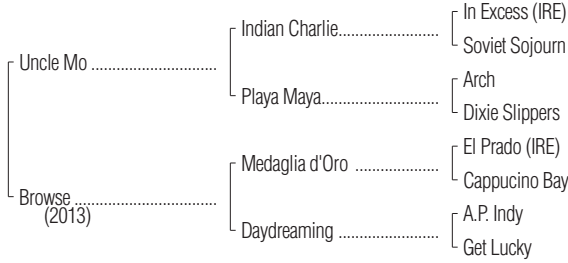 In Excess (IRE)
Indian Charlie........................
Soviet Sojourn
Uncle Mo ..............................
Arch
Playa Maya............................
Dixie Slippers
El Prado (IRE)
Medaglia d'Oro ....................
Cappucino Bay
Browse ..................................
(2013)
A.P. Indy
Daydreaming ........................
Get Lucky